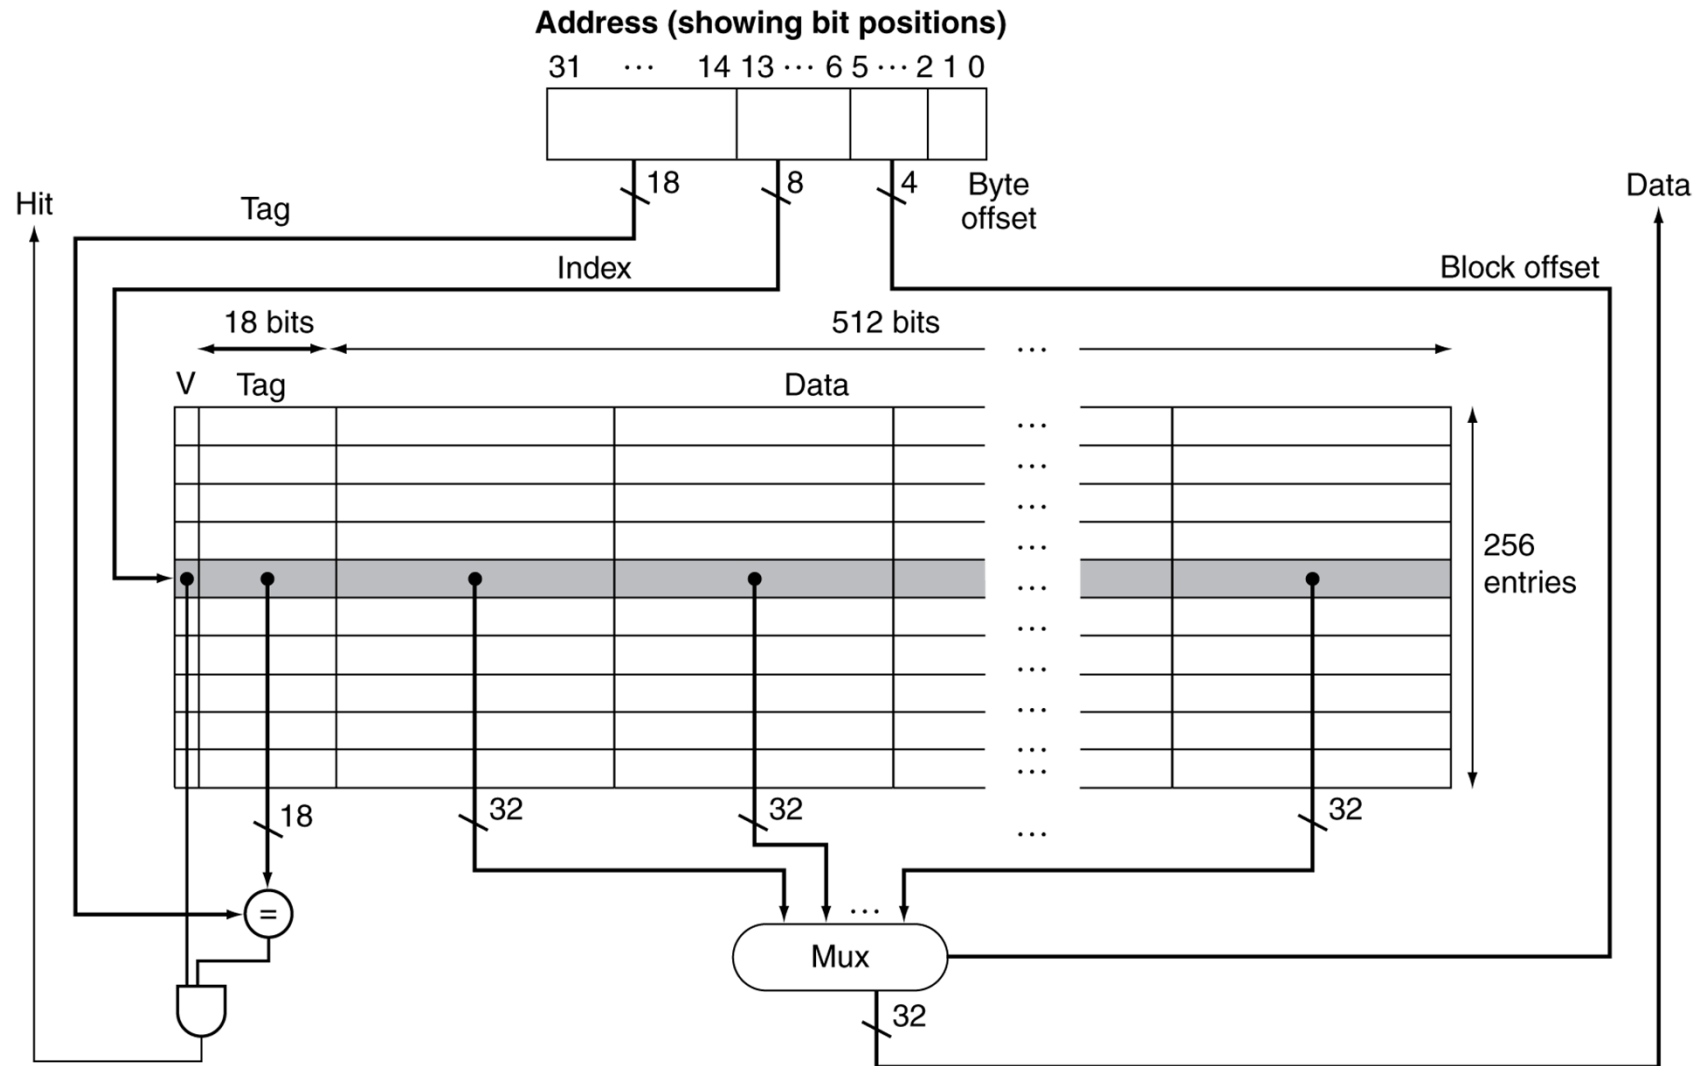 Address (showing bit positions)
31 ⋯ 14 13 ⋯ 6 5 ⋯ 2 1 0
18
8
4
Byte
offset
Hit
Data
Tag
Index
Block offset
18 bits
512 bits
⋯
V
Tag
Data
⋯
⋯
⋯
⋯
⋯
⋯
⋯
⋯
⋯
⋯
256
entries
18
32
32
⋯
32
=
⋯
Mux
32